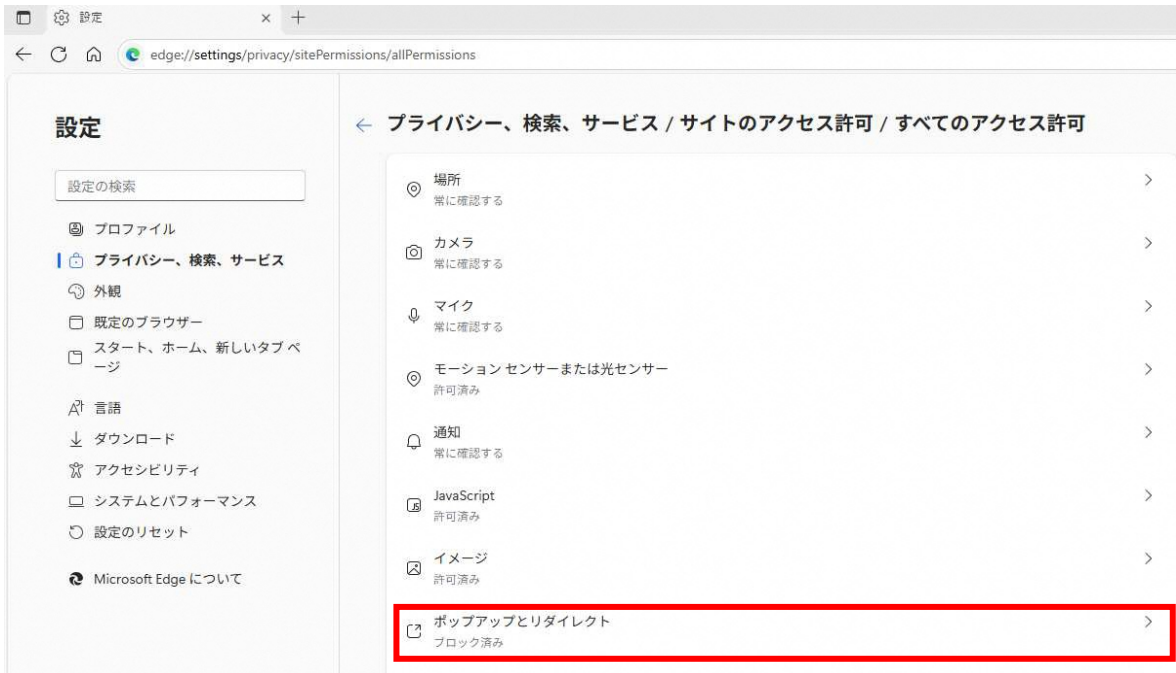 設定
edge://settings/privacy/sitePermissions/allPermissions
設定
設定の検索
プロファイル
プライバシー、検索、サービス
外観
既定のブラウザー
スタート、ホーム、新しいタブ ペ
ージ
言語
ダウンロード
アクセシビリティ
システムとパフォーマンス
設定のリセット
Microsoft Edge について
プライバシー、検索、サービス / サイトのアクセス許可 / すべてのアクセス許可
場所
常に確認する
カメラ
常に確認する
マイク
常に確認する
モーション センサーまたは光センサー
許可済み
通知
常に確認する
JavaScript
許可済み
イメージ
許可済み
ポップアップとリダイレクト
ブロック済み